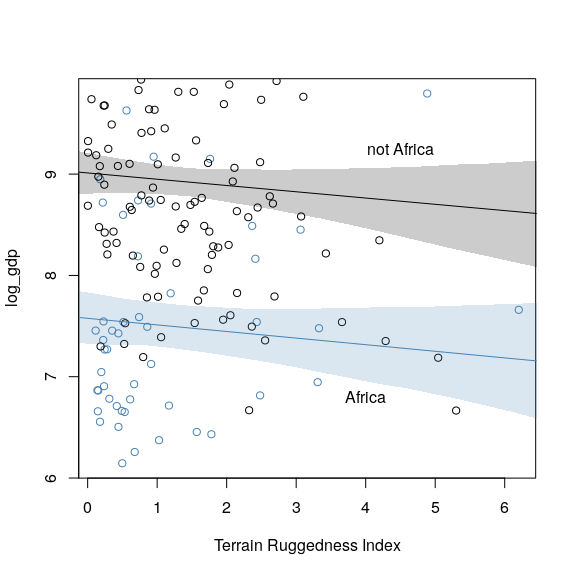 9
8
7
6
log_gdp
not Africa
Africa
0 1 2 3 4 5 6
Terrain Ruggedness Index